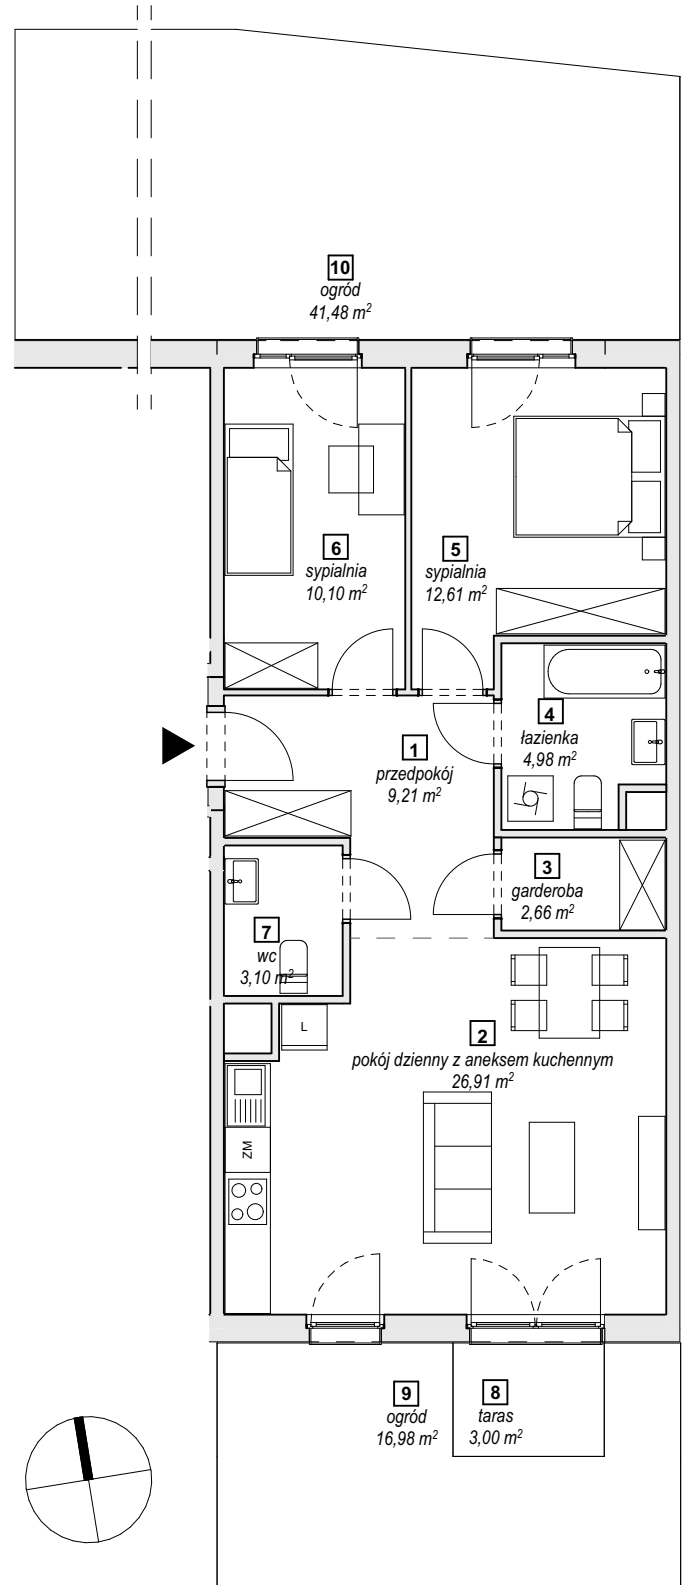 10
ogród
41,48 m²
6
sypialnia
10,10 m²
5
sypialnia
12,61 m²
4
łazienka
4,98 m²
1
przedpokój
9,21 m²
3
garderoba
2,66 m²
7
wc
3,10 m²
L
2
pokój dzienny z aneksem kuchennym
26,91 m²
ZM
9
ogród
16,98 m²
8
taras
3,00 m²